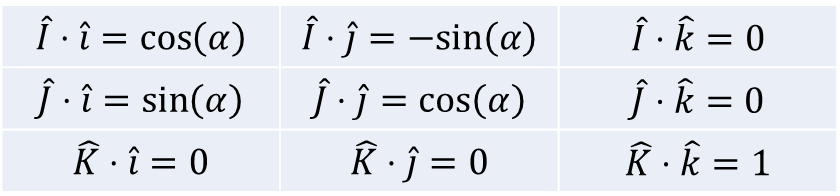 Î · î = cos(α) Î · ĵ = −sin(α) Î · k̂ = 0
Ĵ · î = sin(α) Ĵ · ĵ = cos(α) Ĵ · k̂ = 0
K̂ · î = 0 K̂ · ĵ = 0 K̂ · k̂ = 1